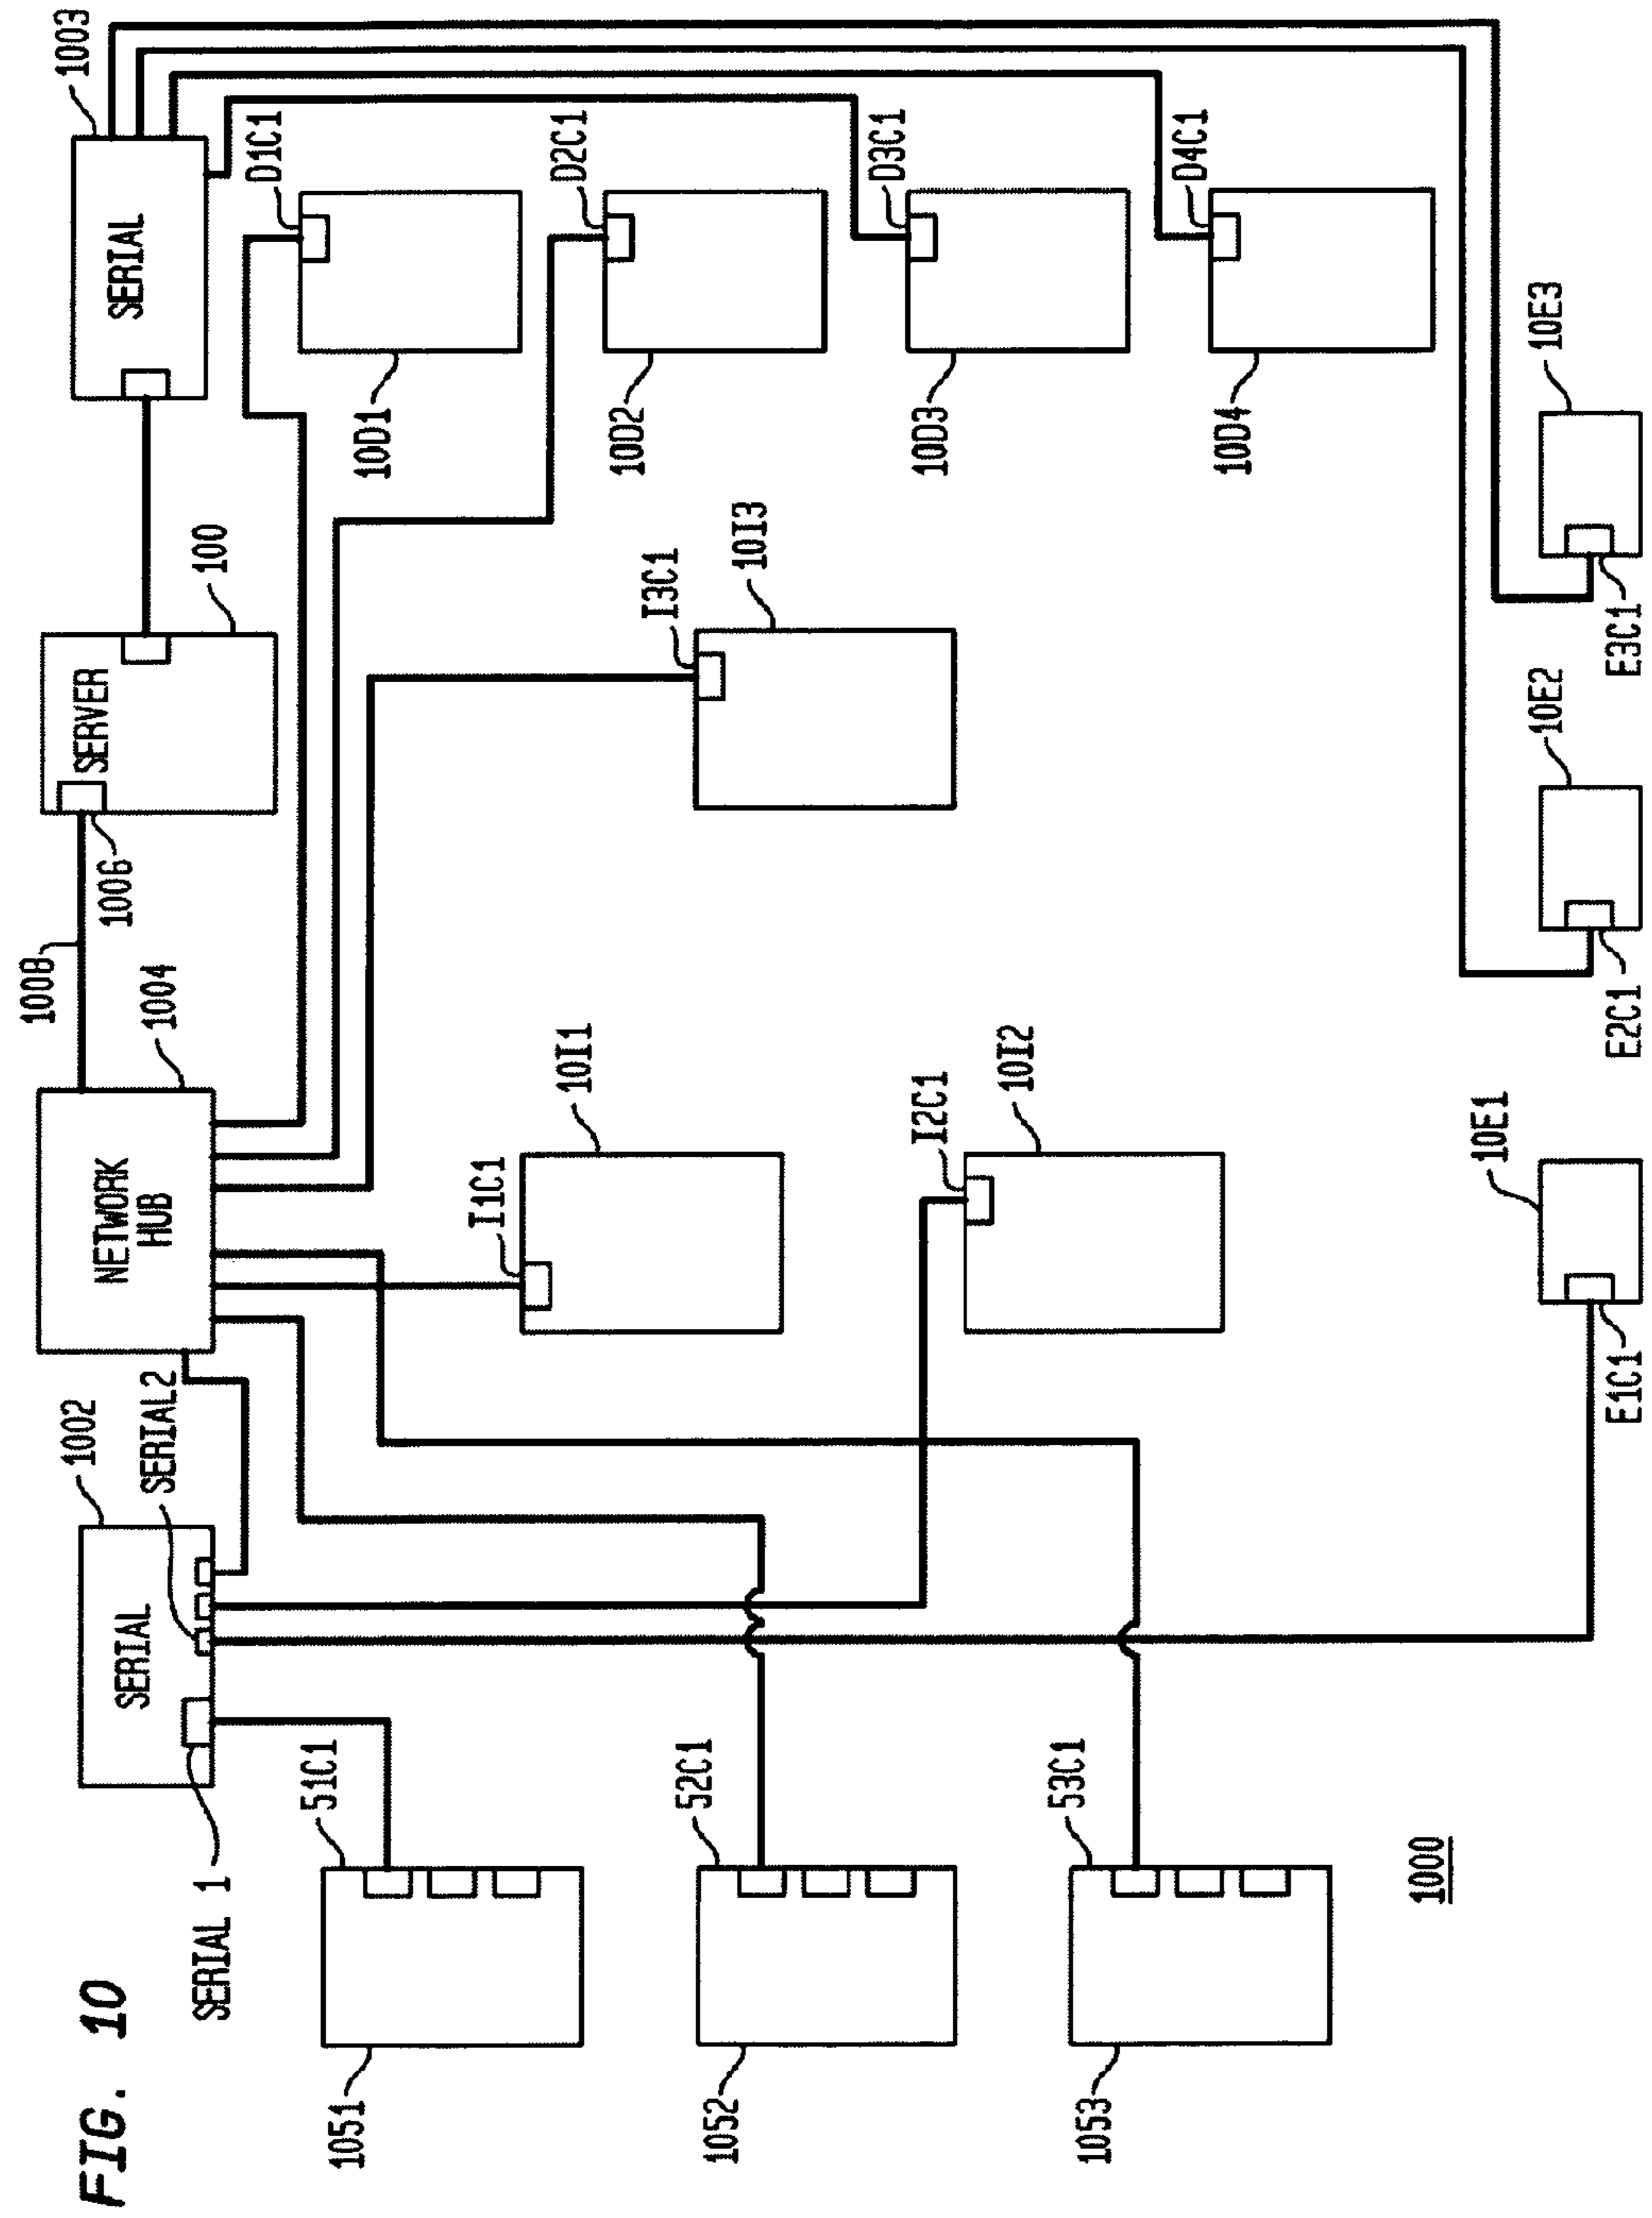 FIG. 10
1002
SERIAL
SERIAL 1
SERIAL2
NETWORK
HUB
1004
1008
1006
SERVER
100
SERIAL
1003
51C1
1051
52C1
1052
53C1
1053
I1C1
10I1
I2C1
10I2
I3C1
10I3
D1C1
10D1
D2C1
10D2
D3C1
10D3
D4C1
10D4
10E1
E1C1
10E2
E2C1
10E3
E3C1
1000